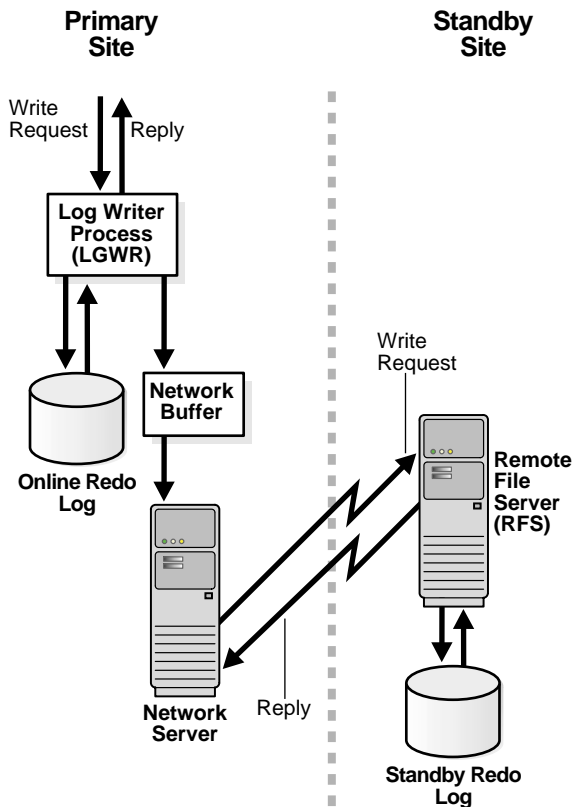 Primary
Site
Standby
Site
Write
Request
Reply
Log Writer
Process
(LGWR)
Write
Request
Network
Buffer
Online Redo
Log
Remote
File
Server
(RFS)
Network
Server
Reply
Standby Redo
Log